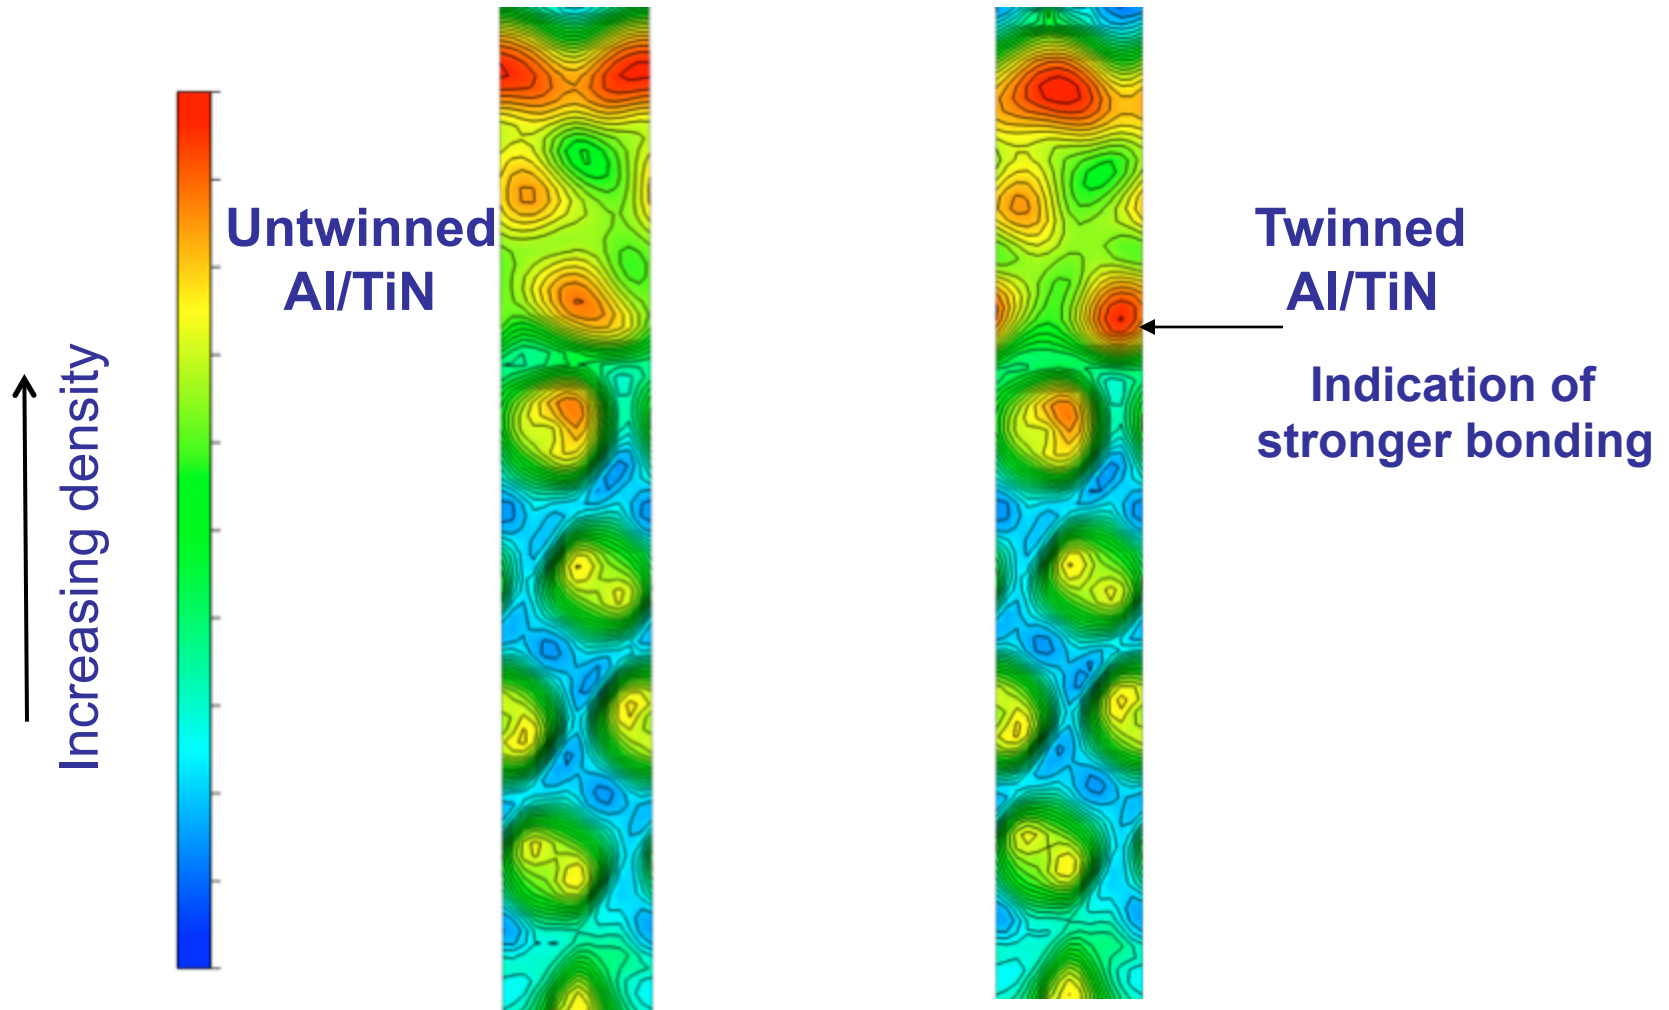 Untwinned
Al/TiN
Twinned
Al/TiN
Indication of
stronger bonding
Increasing density